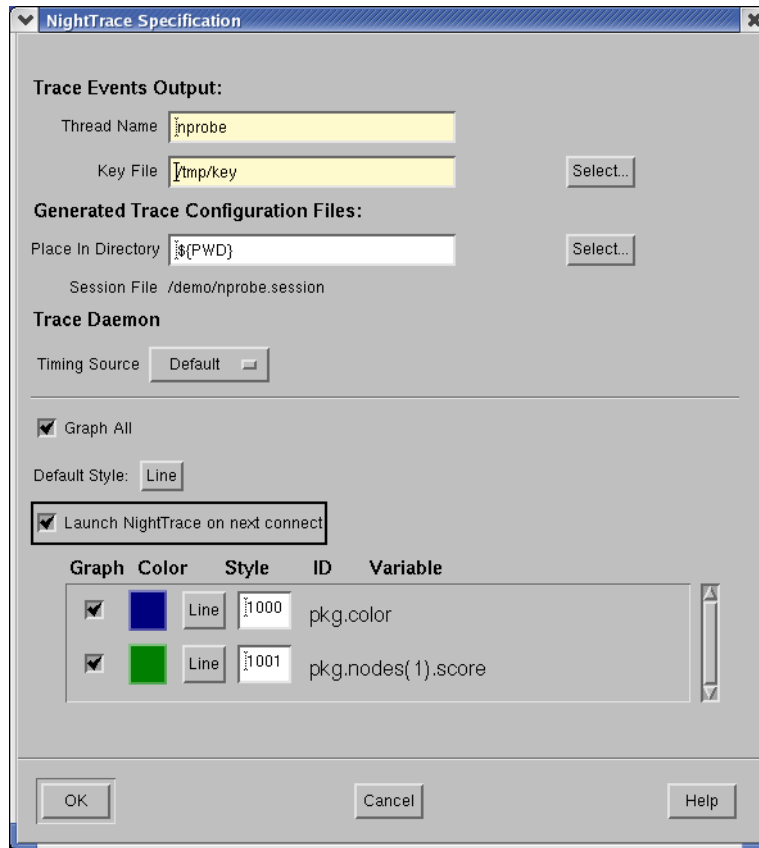 NightTrace Specification
Trace Events Output:
Thread Name nprobe
Key File /tmp/key Select...
Generated Trace Configuration Files:
Place In Directory ${PWD} Select...
Session File /demo/nprobe.session
Trace Daemon
Timing Source Default
Graph All
Default Style: Line
Launch NightTrace on next connect
Graph Color Style ID Variable
Line 1000 pkg.color
Line 1001 pkg.nodes(1).score
OK Cancel Help